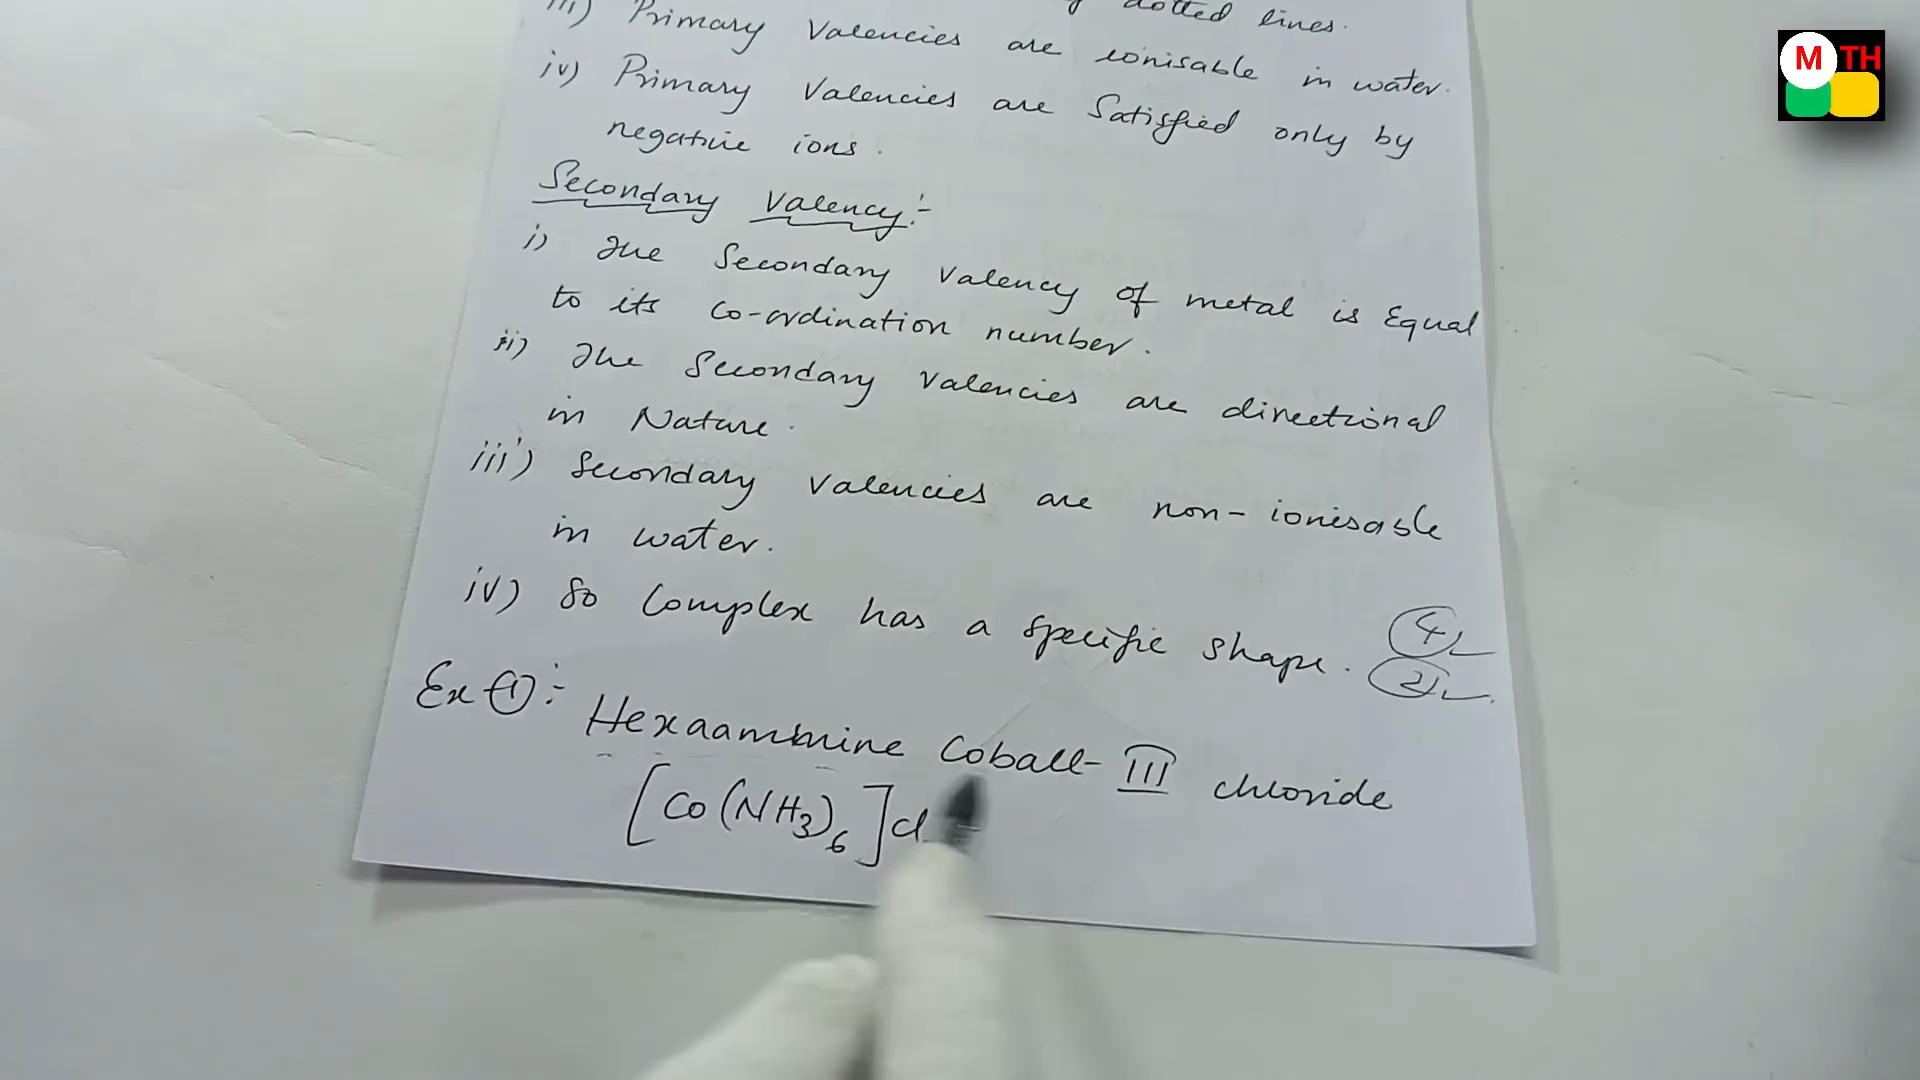 dotted lines.
iii) Primary Valencies are ionisable in water.
iv) Primary Valencies are Satisfied only by
negative ions.
Secondary Valency:-
i) The Secondary Valency of metal is Equal
to its Co-ordination number.
ii) The Secondary Valencies are directional
in Nature.
iii) Secondary Valencies are non-ionisable
in water.
iv) So Complex has a specific shape.
4
2
Ex-①:- Hexaammine Cobalt III chloride
[Co(NH3)6]Cl
M TH